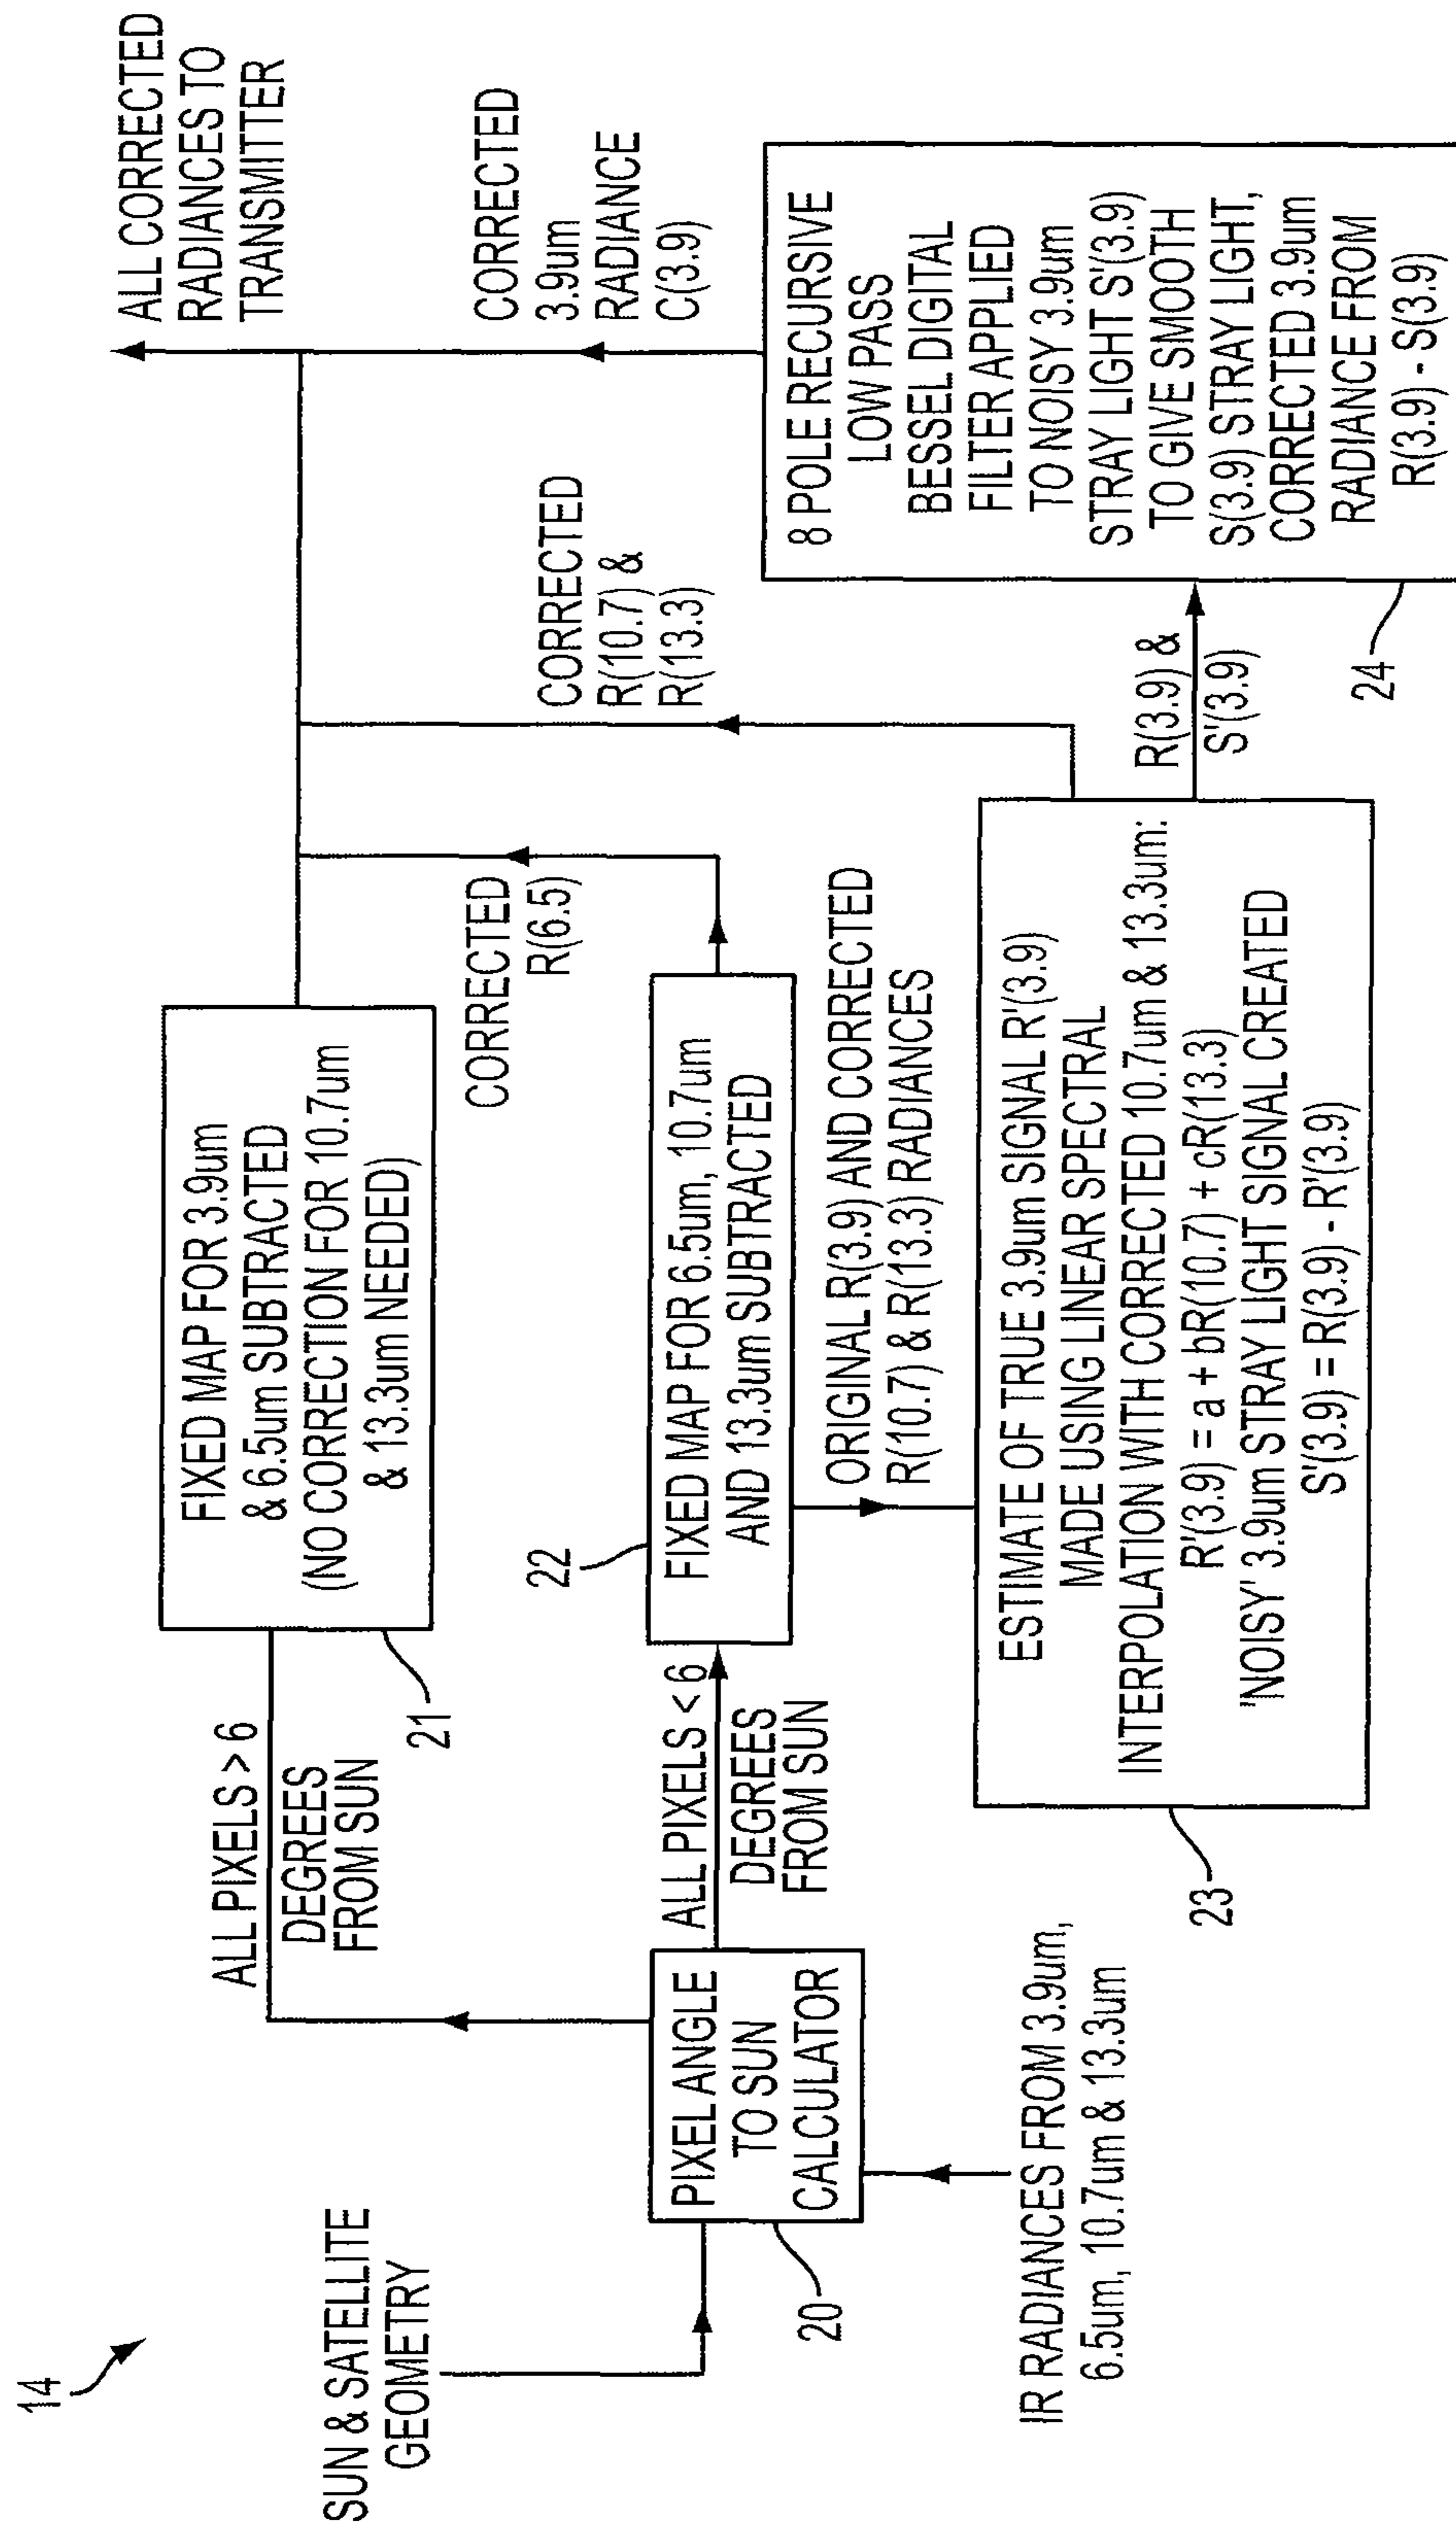 14
SUN & SATELLITE
GEOMETRY
PIXEL ANGLE
TO SUN
CALCULATOR
20
IR RADIANCES FROM 3.9um,
6.5um, 10.7um & 13.3um
ALL PIXELS > 6
DEGREES
FROM SUN
ALL PIXELS < 6
DEGREES
FROM SUN
21
FIXED MAP FOR 3.9um
& 6.5um SUBTRACTED
(NO CORRECTION FOR 10.7um
& 13.3um NEEDED)
22
FIXED MAP FOR 6.5um, 10.7um
AND 13.3um SUBTRACTED
CORRECTED
R(6.5)
ORIGINAL R(3.9) AND CORRECTED
R(10.7) & R(13.3) RADIANCES
23
ESTIMATE OF TRUE 3.9um SIGNAL R'(3.9)
MADE USING LINEAR SPECTRAL
INTERPOLATION WITH CORRECTED 10.7um & 13.3um:
R'(3.9) = a + bR(10.7) + cR(13.3)
'NOISY' 3.9um STRAY LIGHT SIGNAL CREATED
S'(3.9) = R(3.9) - R'(3.9)
CORRECTED
R(10.7) &
R(13.3)
R(3.9) &
S'(3.9)
24
8 POLE RECURSIVE
LOW PASS
BESSEL DIGITAL
FILTER APPLIED
TO NOISY 3.9um
STRAY LIGHT S'(3.9)
TO GIVE SMOOTH
S(3.9) STRAY LIGHT,
CORRECTED 3.9um
RADIANCE FROM
R(3.9) - S(3.9)
CORRECTED
3.9um
RADIANCE
C(3.9)
ALL CORRECTED
RADIANCES TO
TRANSMITTER